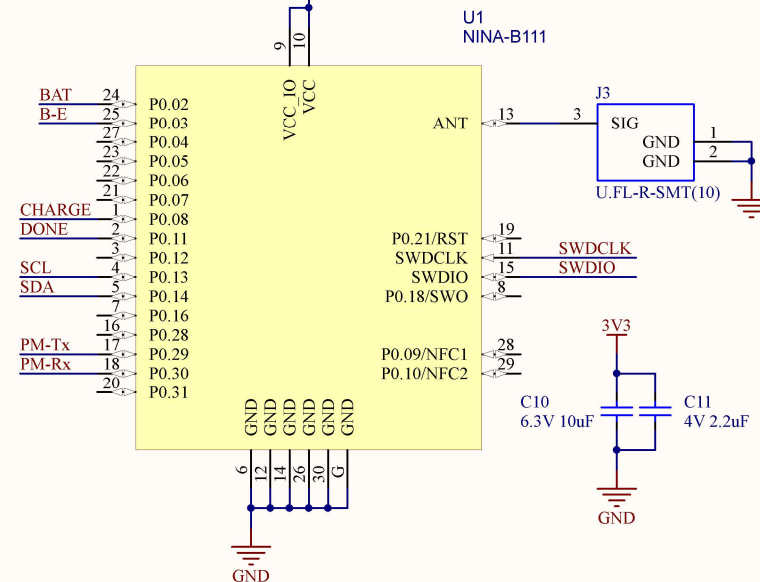 U1
NINA-B111
9
10
VCC_IO
VCC
BAT 24 P0.02
B-E 25 P0.03
27 P0.04
23 P0.05
22 P0.06
21 P0.07
CHARGE 1 P0.08
DONE 2 P0.11
3 P0.12
SCL 4 P0.13
SDA 5 P0.14
7 P0.16
16 P0.28
PM-Tx 17 P0.29
PM-Rx 18 P0.30
20 P0.31
ANT 13
P0.21/RST 19
SWDCLK 11 SWDCLK
SWDIO 15 SWDIO
P0.18/SWO 8
P0.09/NFC1 28
P0.10/NFC2 29
GND GND GND GND GND GND
6 12 14 26 30 G
GND
J3
3 SIG
GND 1
GND 2
U.FL-R-SMT(10)
3V3
C10
6.3V 10uF
C11
4V 2.2uF
GND